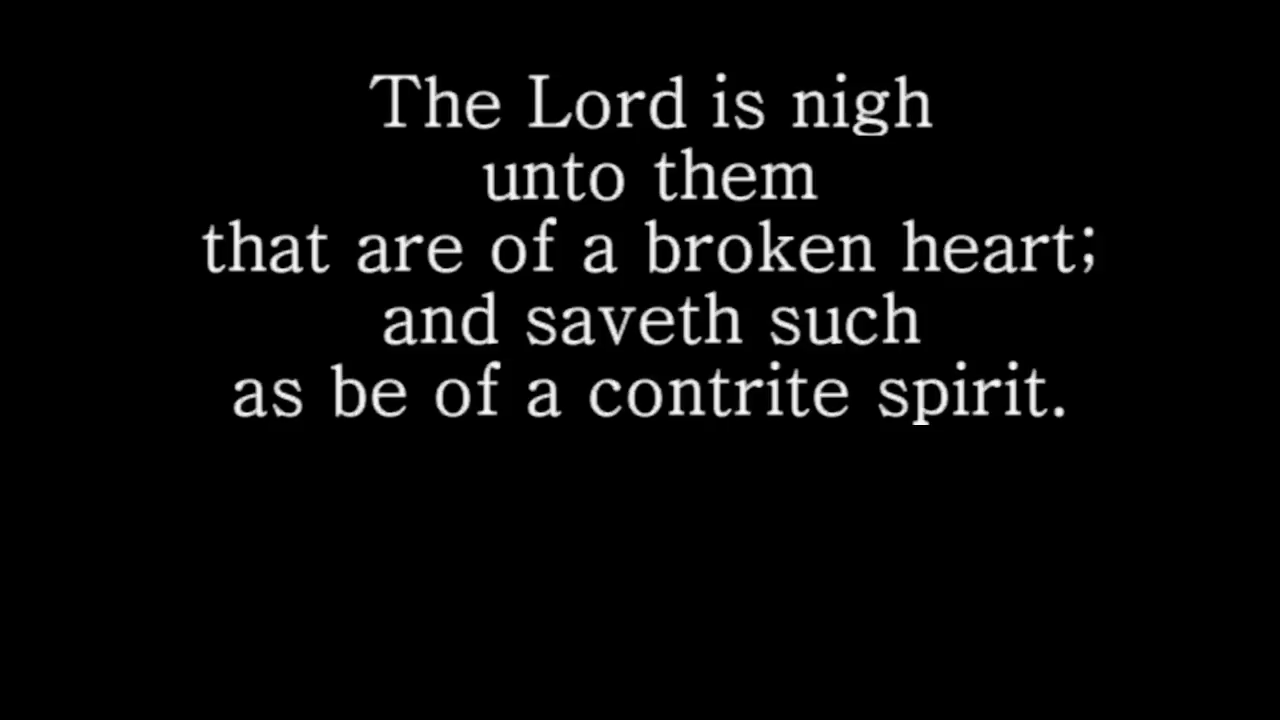 The Lord is nigh
unto them
that are of a broken heart;
and saveth such
as be of a contrite spirit.